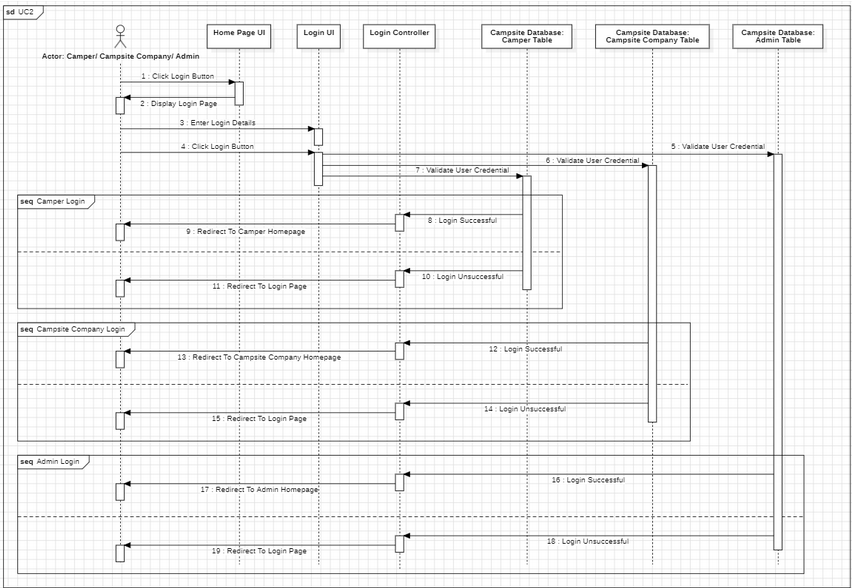 sd UC2
Home Page UI
Login UI
Login Controller
Campsite Database:
Camper Table
Campsite Database:
Campsite Company Table
Campsite Database:
Admin Table
Actor: Camper/ Campsite Company/ Admin
1 : Click Login Button
2 : Display Login Page
3 : Enter Login Details
4 : Click Login Button
5 : Validate User Credential
6 : Validate User Credential
7 : Validate User Credential
seq Camper Login
8 : Login Successful
9 : Redirect To Camper Homepage
10 : Login Unsuccessful
11 : Redirect To Login Page
seq Campsite Company Login
12 : Login Successful
13 : Redirect To Campsite Company Homepage
14 : Login Unsuccessful
15 : Redirect To Login Page
seq Admin Login
16 : Login Successful
17 : Redirect To Admin Homepage
18 : Login Unsuccessful
19 : Redirect To Login Page